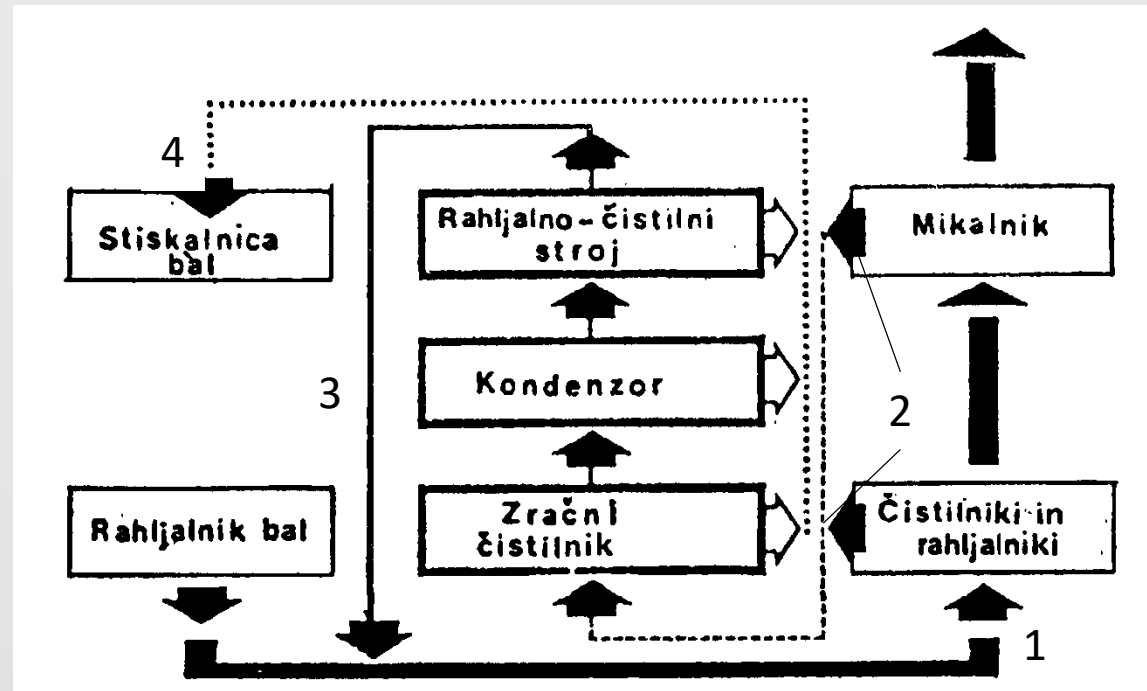 4
Stiskalnica
bal
Rahljalno-čistilni
stroj
Mikalnik
3
Kondenzor
2
Rahljalnik bal
Zračni
čistilnik
Čistilniki in
rahljalniki
1